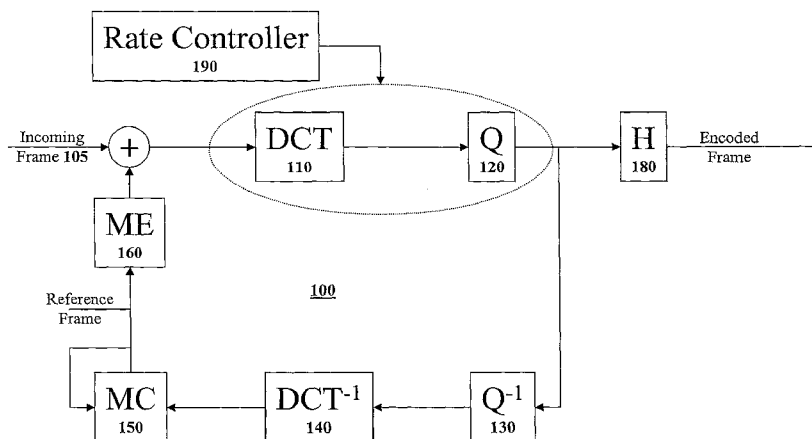 Rate Controller
190
Incoming
Frame 105
+
DCT
110
Q
120
H
180
Encoded
Frame
ME
160
100
Reference
Frame
MC
150
DCT-1
140
Q-1
130